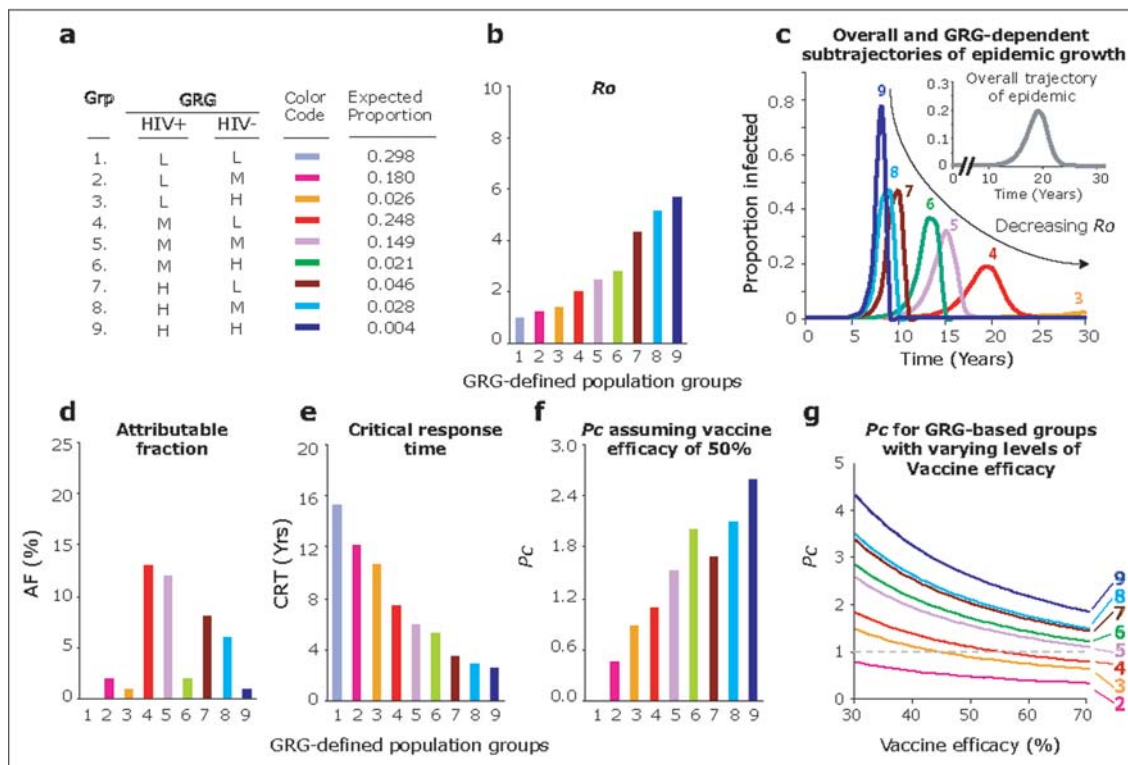 a
Grp GRG Color Code Expected Proportion
HIV+ HIV-
1. L L 0.298
2. L M 0.180
3. L H 0.026
4. M L 0.248
5. M M 0.149
6. M H 0.021
7. H L 0.046
8. H M 0.028
9. H H 0.004
b
Ro
10
8
6
4
2
0
1 2 3 4 5 6 7 8 9
GRG-defined population groups
c
Overall and GRG-dependent
subtrajectories of epidemic growth
Proportion infected
0.8
0.6
0.4
0.2
0
0 5 10 15 20 25 30
Time (Years)
9
8
7
6
5
4
3
Decreasing Ro
Overall trajectory
of epidemic
0.3
0.2
0.1
0.0
0 10 20 30
Time (Years)
d
Attributable
fraction
AF (%)
25
20
15
10
5
0
1 2 3 4 5 6 7 8 9
e
Critical response
time
CRT (Yrs)
20
16
12
8
4
0
1 2 3 4 5 6 7 8 9
GRG-defined population groups
f
Pc assuming vaccine
efficacy of 50%
Pc
3.0
2.4
1.8
1.2
0.6
0.0
1 2 3 4 5 6 7 8 9
g
Pc for GRG-based groups
with varying levels of
Vaccine efficacy
Pc
5
4
3
2
1
0
30 40 50 60 70
Vaccine efficacy (%)
9
8
7
6
5
4
3
2